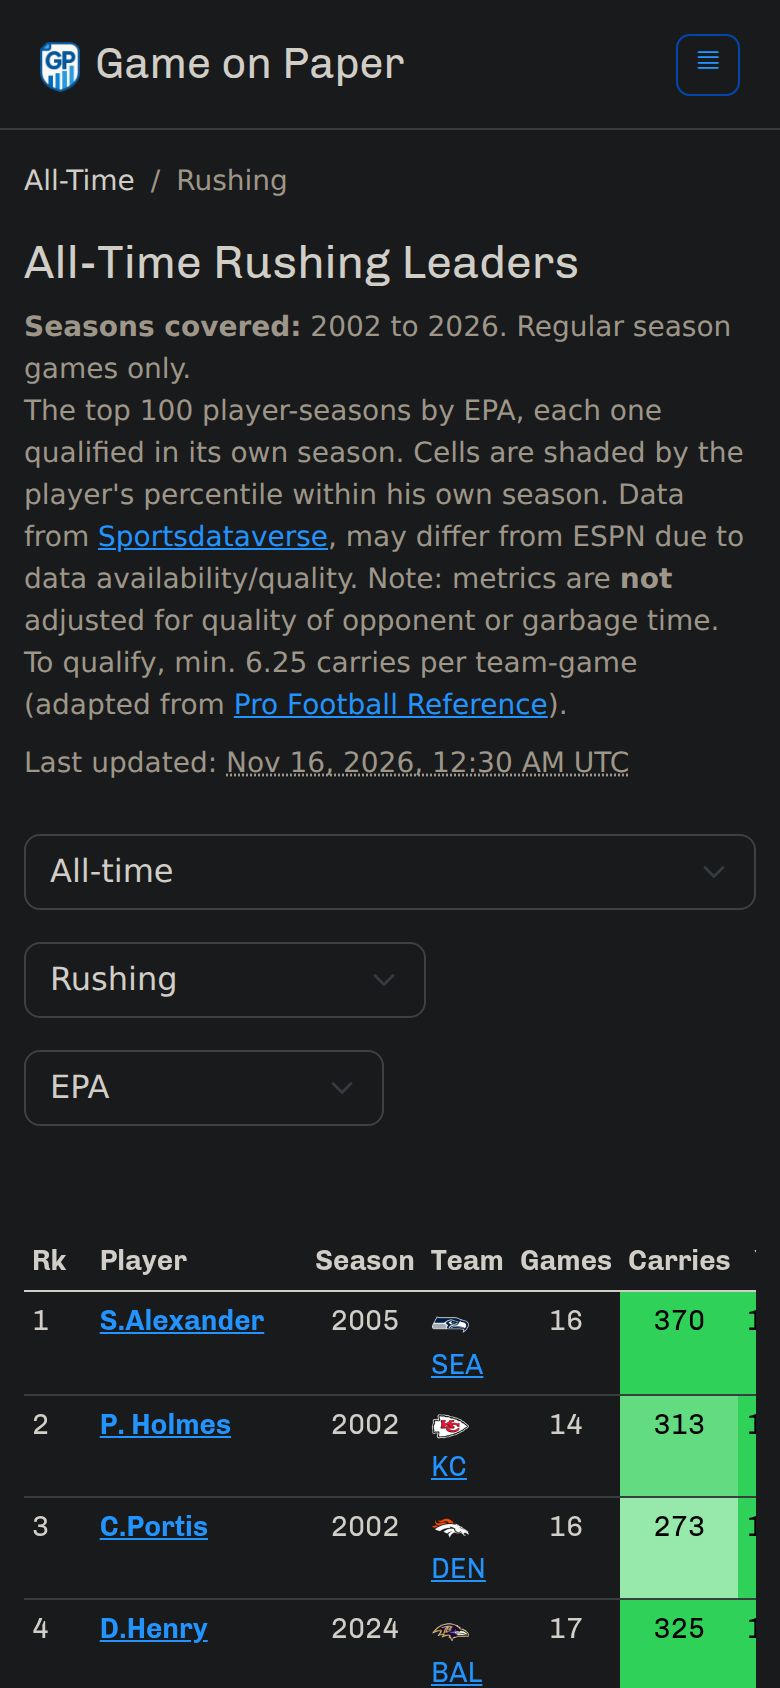 GP Game on Paper
All-Time / Rushing
All-Time Rushing Leaders
Seasons covered: 2002 to 2026. Regular season
games only.
The top 100 player-seasons by EPA, each one
qualified in its own season. Cells are shaded by the
player's percentile within his own season. Data
from Sportsdataverse, may differ from ESPN due to
data availability/quality. Note: metrics are not
adjusted for quality of opponent or garbage time.
To qualify, min. 6.25 carries per team-game
(adapted from Pro Football Reference).
Last updated: Nov 16, 2026, 12:30 AM UTC
All-time
Rushing
EPA
Rk Player Season Team Games Carries
1 S.Alexander 2005 SEA 16 370
2 P. Holmes 2002 KC 14 313
3 C.Portis 2002 DEN 16 273
4 D.Henry 2024 BAL 17 325